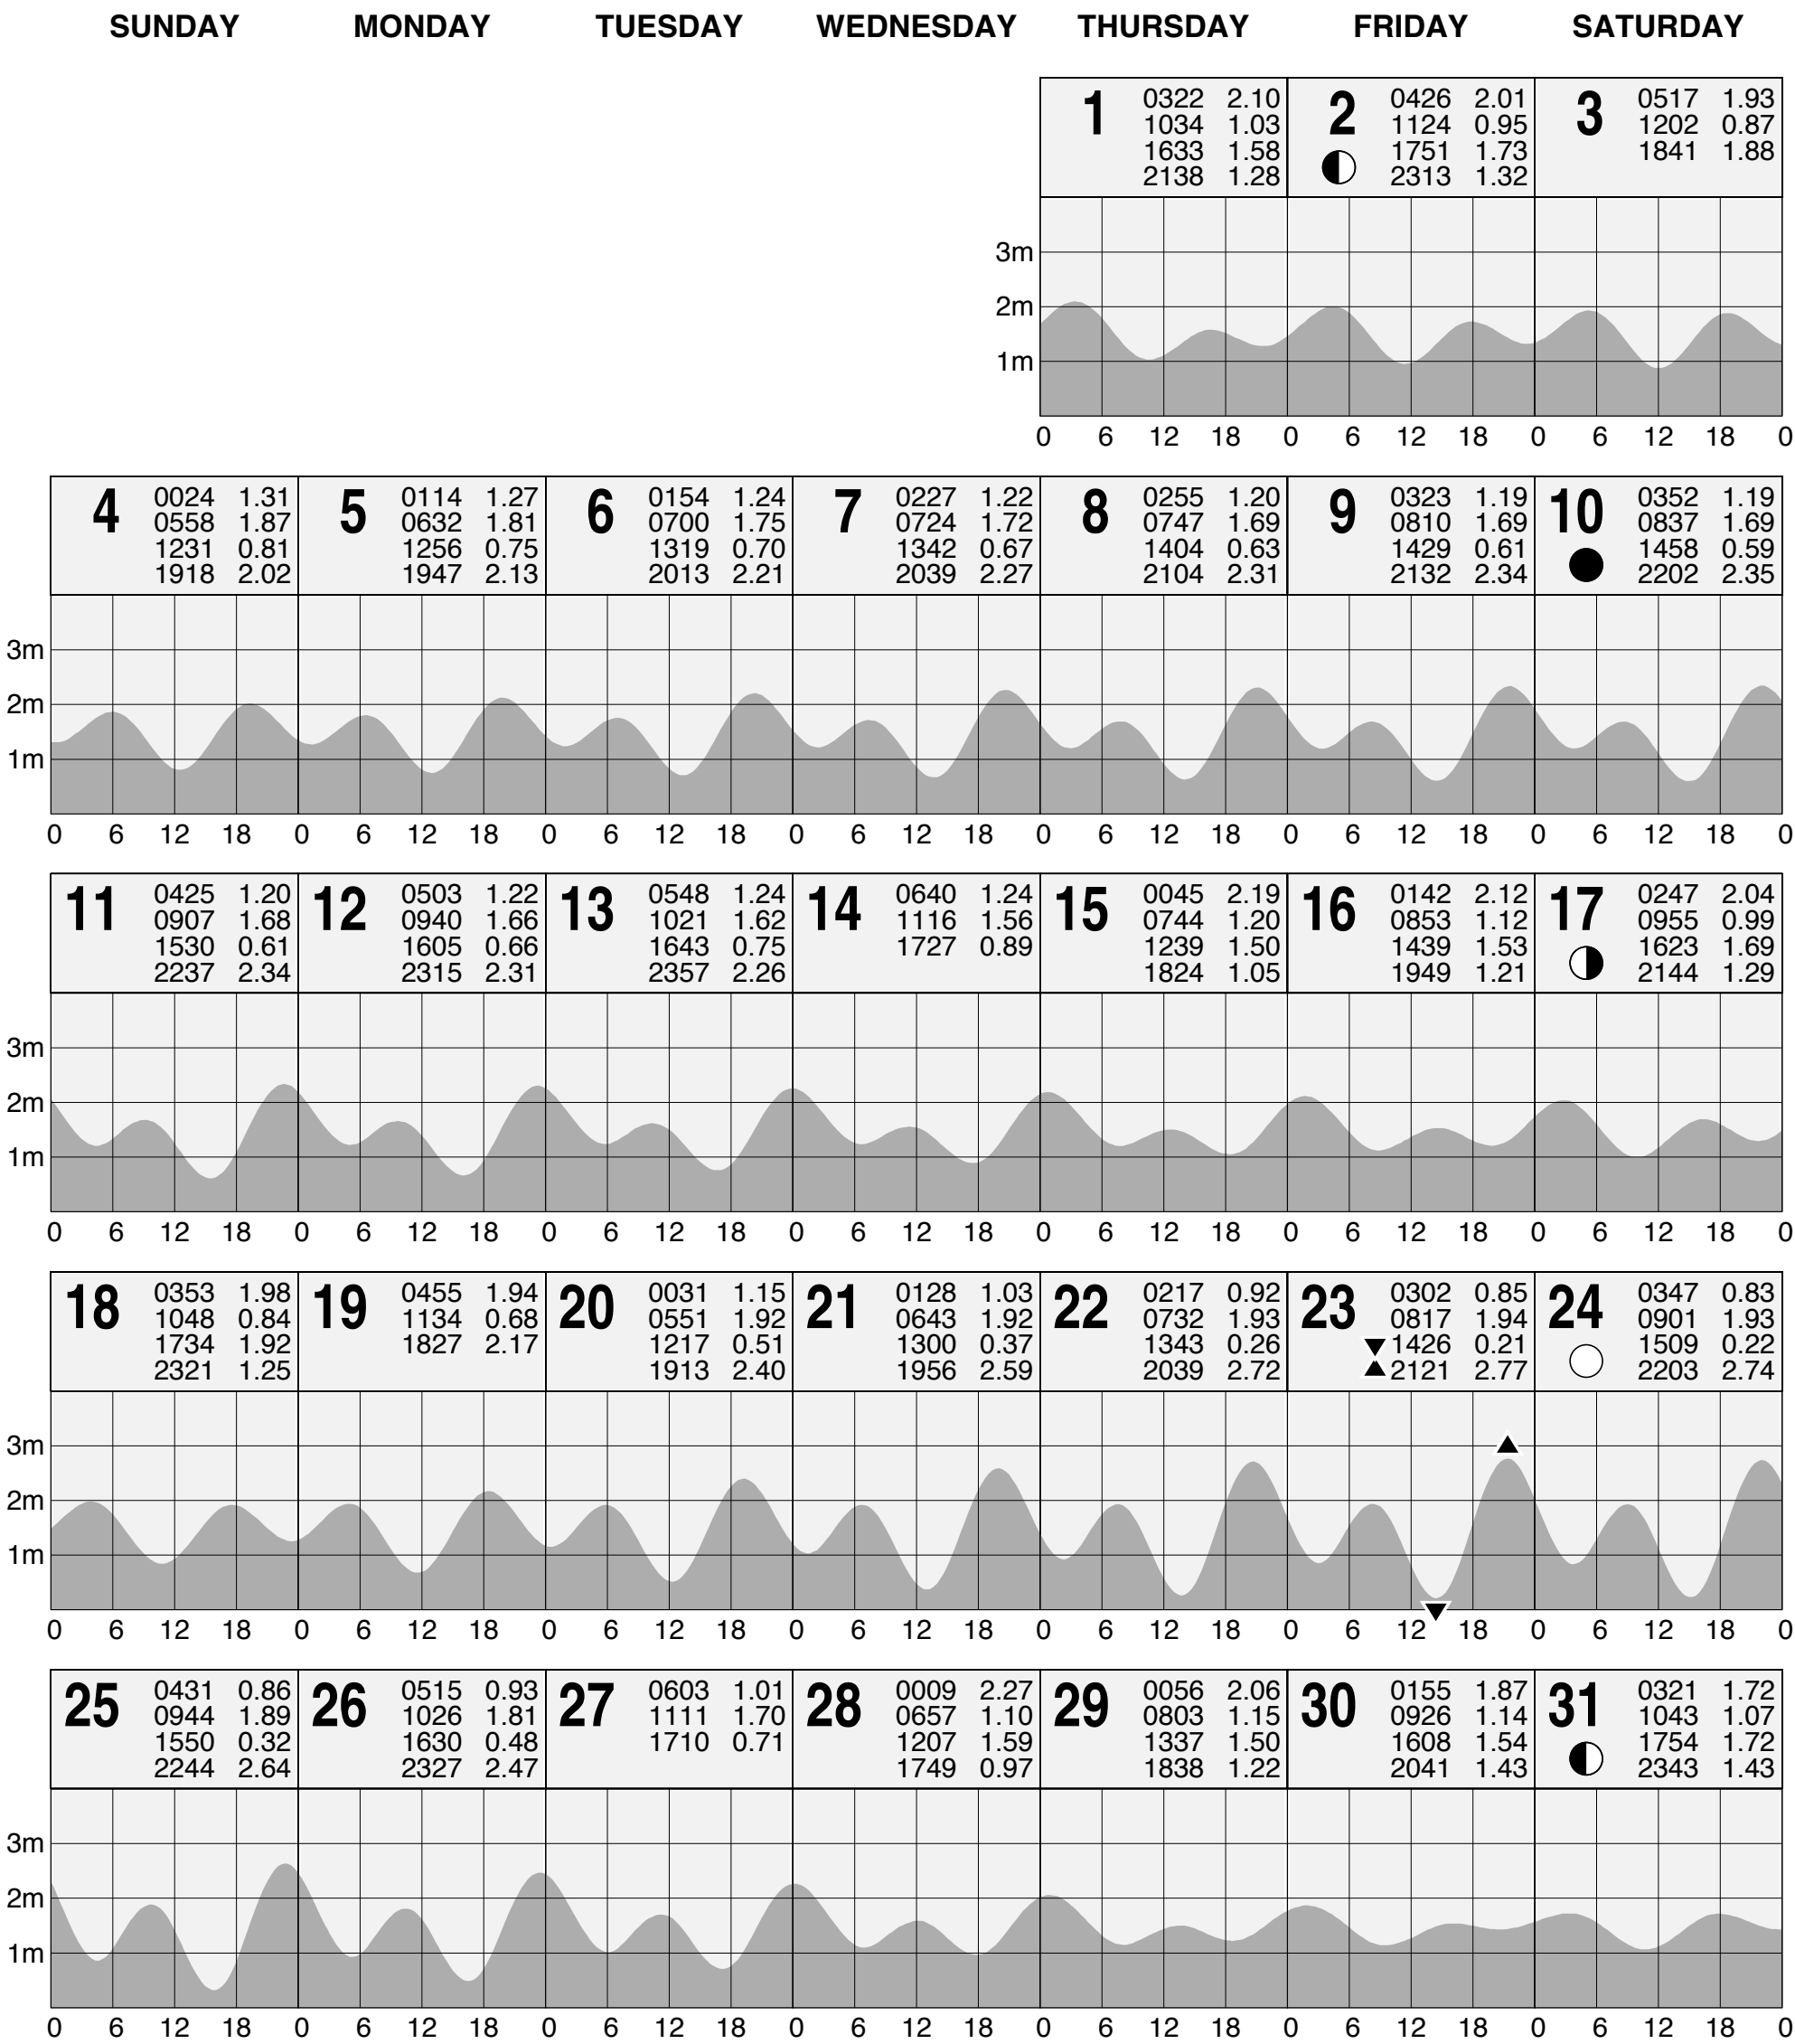 SUNDAY MONDAY TUESDAY WEDNESDAY THURSDAY FRIDAY SATURDAY
1 0322 2.10
1034 1.03
1633 1.58
2138 1.28
2 0426 2.01
1124 0.95
1751 1.73
2313 1.32
3 0517 1.93
1202 0.87
1841 1.88
3m
2m
1m
0 6 12 18 0 6 12 18 0 6 12 18 0
4 0024 1.31
0558 1.87
1231 0.81
1918 2.02
5 0114 1.27
0632 1.81
1256 0.75
1947 2.13
6 0154 1.24
0700 1.75
1319 0.70
2013 2.21
7 0227 1.22
0724 1.72
1342 0.67
2039 2.27
8 0255 1.20
0747 1.69
1404 0.63
2104 2.31
9 0323 1.19
0810 1.69
1429 0.61
2132 2.34
10 0352 1.19
0837 1.69
1458 0.59
2202 2.35
3m
2m
1m
0 6 12 18 0 6 12 18 0 6 12 18 0 6 12 18 0 6 12 18 0 6 12 18 0 6 12 18 0
11 0425 1.20
0907 1.68
1530 0.61
2237 2.34
12 0503 1.22
0940 1.66
1605 0.66
2315 2.31
13 0548 1.24
1021 1.62
1643 0.75
2357 2.26
14 0640 1.24
1116 1.56
1727 0.89
15 0045 2.19
0744 1.20
1239 1.50
1824 1.05
16 0142 2.12
0853 1.12
1439 1.53
1949 1.21
17 0247 2.04
0955 0.99
1623 1.69
2144 1.29
3m
2m
1m
0 6 12 18 0 6 12 18 0 6 12 18 0 6 12 18 0 6 12 18 0 6 12 18 0 6 12 18 0
18 0353 1.98
1048 0.84
1734 1.92
2321 1.25
19 0455 1.94
1134 0.68
1827 2.17
20 0031 1.15
0551 1.92
1217 0.51
1913 2.40
21 0128 1.03
0643 1.92
1300 0.37
1956 2.59
22 0217 0.92
0732 1.93
1343 0.26
2039 2.72
23 0302 0.85
0817 1.94
1426 0.21
2121 2.77
24 0347 0.83
0901 1.93
1509 0.22
2203 2.74
3m
2m
1m
0 6 12 18 0 6 12 18 0 6 12 18 0 6 12 18 0 6 12 18 0 6 12 18 0 6 12 18 0
25 0431 0.86
0944 1.89
1550 0.32
2244 2.64
26 0515 0.93
1026 1.81
1630 0.48
2327 2.47
27 0603 1.01
1111 1.70
1710 0.71
28 0009 2.27
0657 1.10
1207 1.59
1749 0.97
29 0056 2.06
0803 1.15
1337 1.50
1838 1.22
30 0155 1.87
0926 1.14
1608 1.54
2041 1.43
31 0321 1.72
1043 1.07
1754 1.72
2343 1.43
3m
2m
1m
0 6 12 18 0 6 12 18 0 6 12 18 0 6 12 18 0 6 12 18 0 6 12 18 0 6 12 18 0